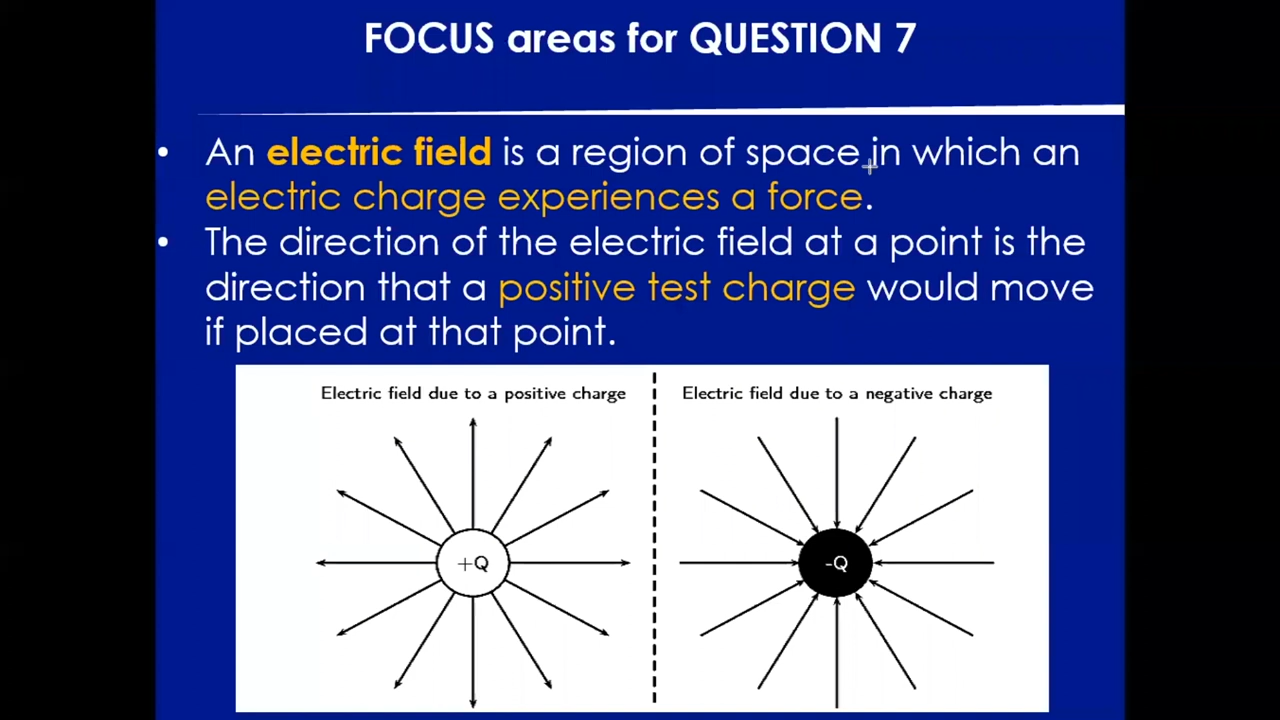 FOCUS areas for QUESTION 7
• An electric field is a region of space in which an
electric charge experiences a force.
• The direction of the electric field at a point is the
direction that a positive test charge would move
if placed at that point.
Electric field due to a positive charge
Electric field due to a negative charge
+Q
-Q